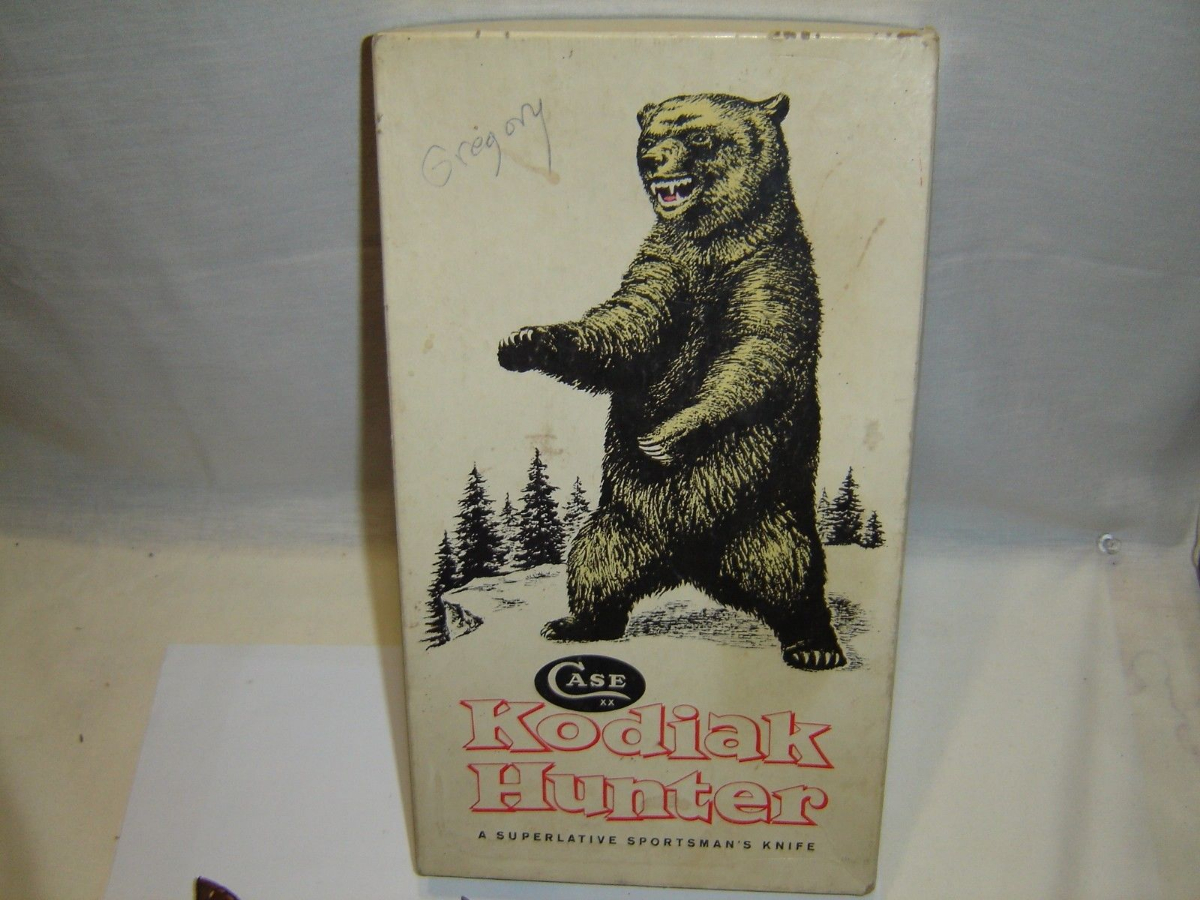 Gregory
CASE
XX
Kodiak
Hunter
A SUPERLATIVE SPORTSMAN'S KNIFE